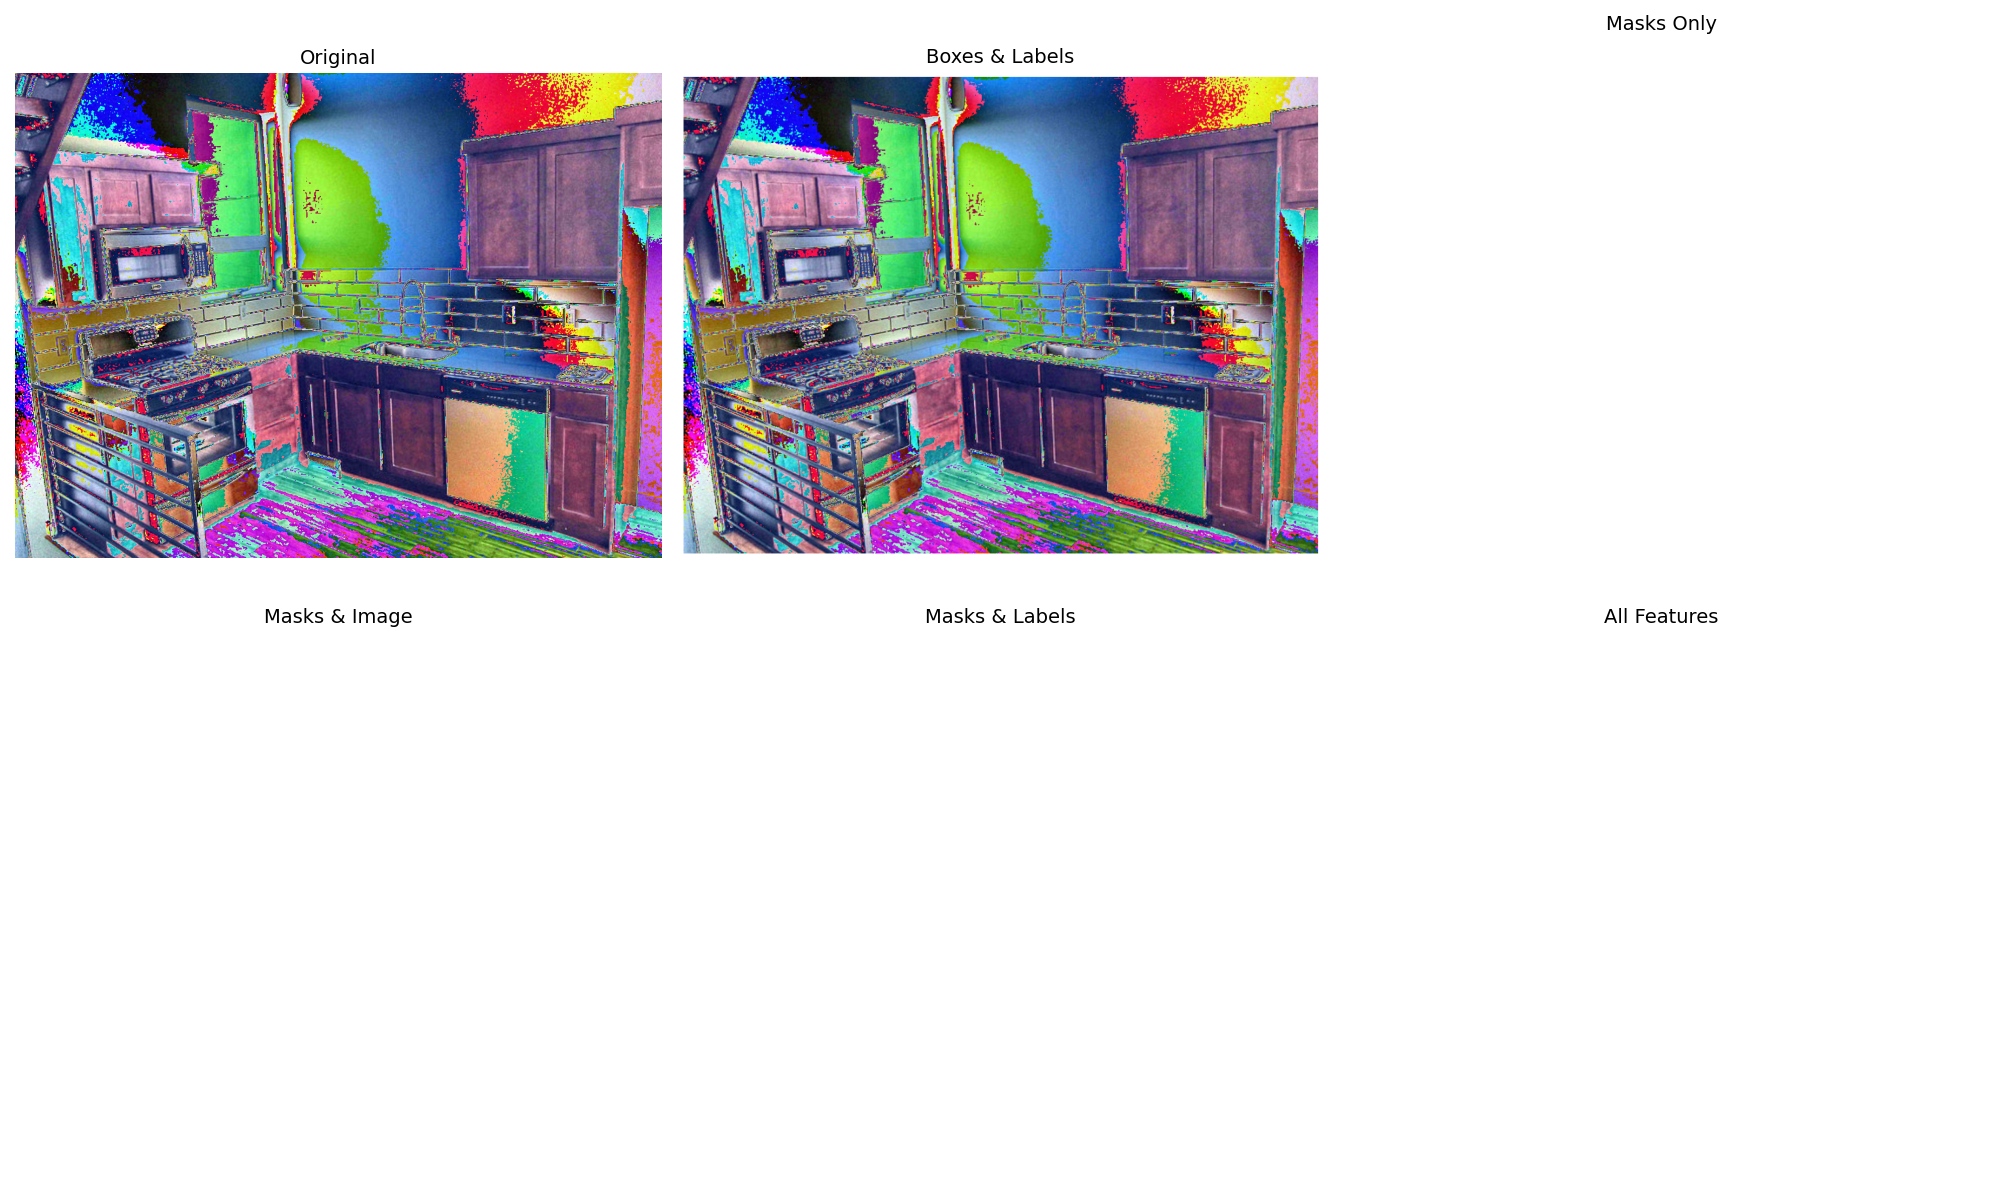 Original
Boxes & Labels
Masks Only
Masks & Image
Masks & Labels
All Features